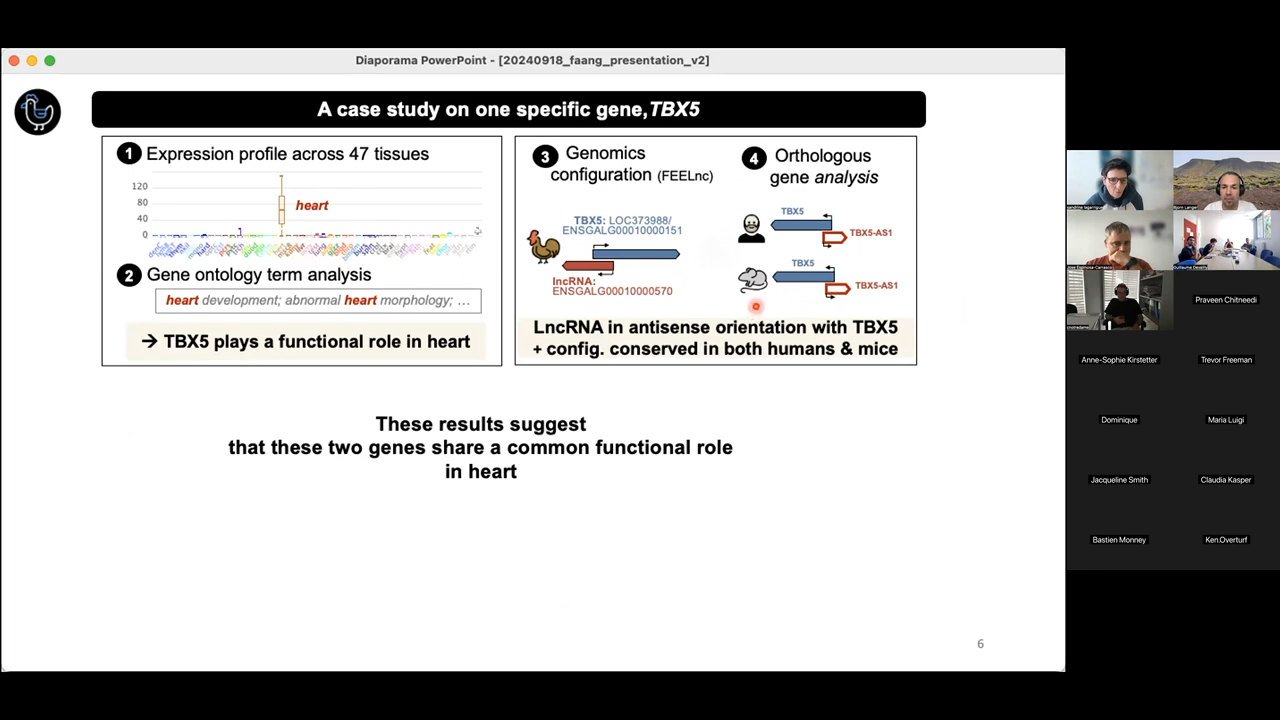 Diaporama PowerPoint - [20240918_faang_presentation_v2]
A case study on one specific gene,TBX5
1 Expression profile across 47 tissues
120
80
40
0
heart
2 Gene ontology term analysis
heart development; abnormal heart morphology; …
→ TBX5 plays a functional role in heart
3 Genomics
configuration (FEELnc)
TBX5: LOC373988/
ENSGALG00010000151
lncRNA:
ENSGALG00010000570
4 Orthologous
gene analysis
TBX5
TBX5-AS1
TBX5
TBX5-AS1
LncRNA in antisense orientation with TBX5
+ config. conserved in both humans & mice
These results suggest
that these two genes share a common functional role
in heart
6
Jose Espinosa-Carrasco
Guillaume Devailly
Praveen Chitneedi
Anne-Sophie Kirstetter
Trevor Freeman
Dominique
Maria Luigi
Jacqueline Smith
Claudia Kasper
Bastien Monney
Ken.Overturf